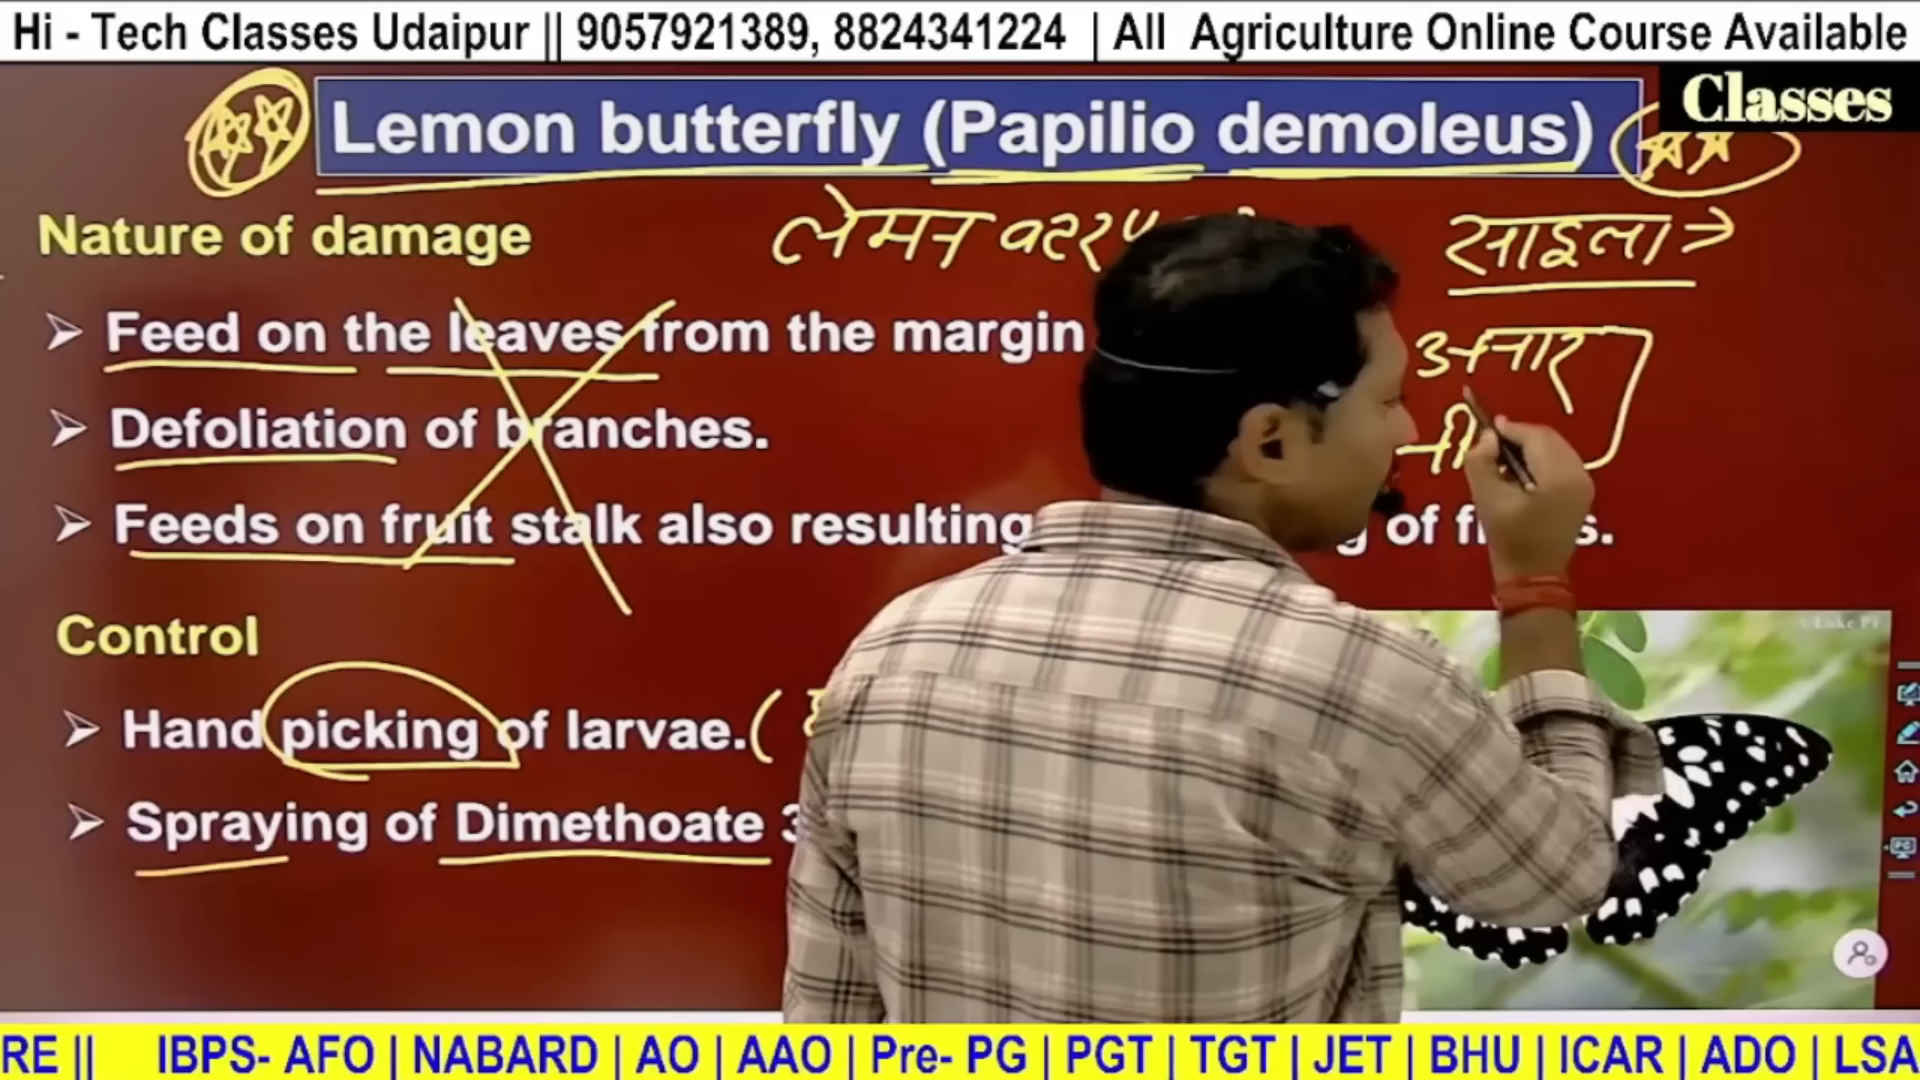 Hi - Tech Classes Udaipur || 9057921389, 8824341224 | All Agriculture Online Course Available
Classes
Lemon butterfly (Papilio demoleus)
Nature of damage
लेमन बटर
साइला →
Feed on the leaves from the margin
अनार
Defoliation of branches.
नी
Feeds on fruit stalk also resulting of
Control
Hand picking of larvae. (
Spraying of Dimethoate 3
RE || IBPS- AFO | NABARD | AO | AAO | Pre- PG | PGT | TGT | JET | BHU | ICAR | ADO | LSA